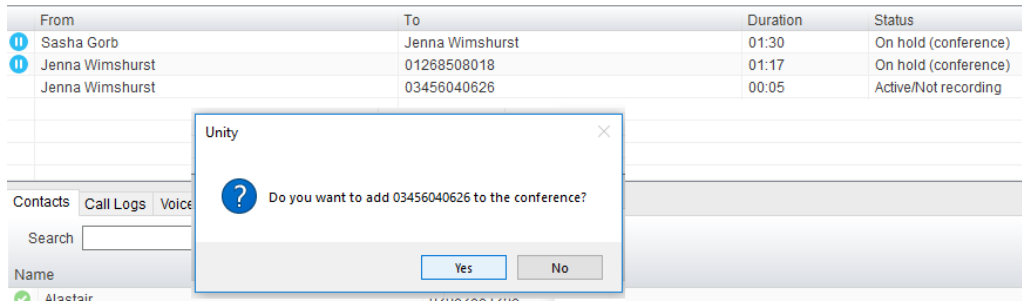 From To Duration Status
Sasha Gorb Jenna Wimshurst 01:30 On hold (conference)
Jenna Wimshurst 01268508018 01:17 On hold (conference)
Jenna Wimshurst 03456040626 00:05 Active/Not recording
Unity
Do you want to add 03456040626 to the conference?
Contacts Call Logs Voice
Search
Yes No
Name
Alastair